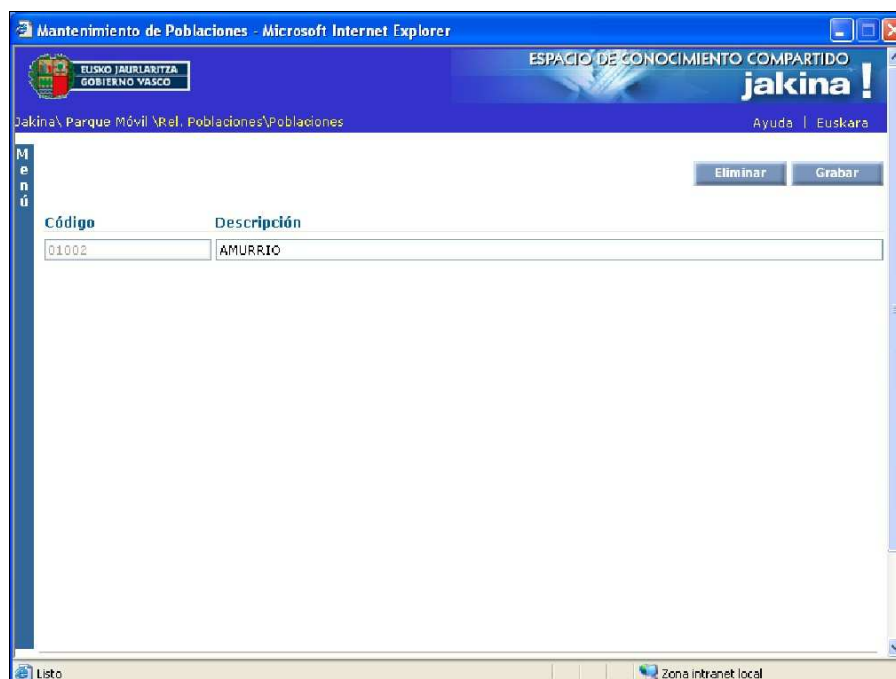 Mantenimiento de Poblaciones - Microsoft Internet Explorer
EUSKO JAURLARITZA
GOBIERNO VASCO
ESPACIO DE CONOCIMIENTO COMPARTIDO
jakina!
Jakina\ Parque Móvil \Rel. Poblaciones\Poblaciones
Ayuda | Euskara
Menú
Eliminar Grabar
Código Descripción
01002 AMURRIO
Listo Zona intranet local